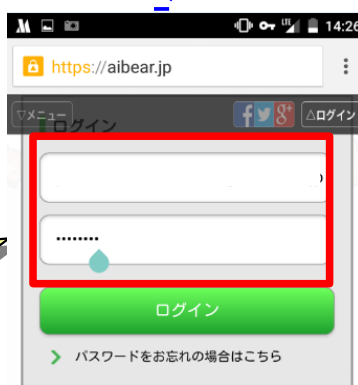 14:26
https://aibear.jp
▽メニュー
f g+ △ログイン
ログイン
........
ログイン
パスワードをお忘れの場合はこちら